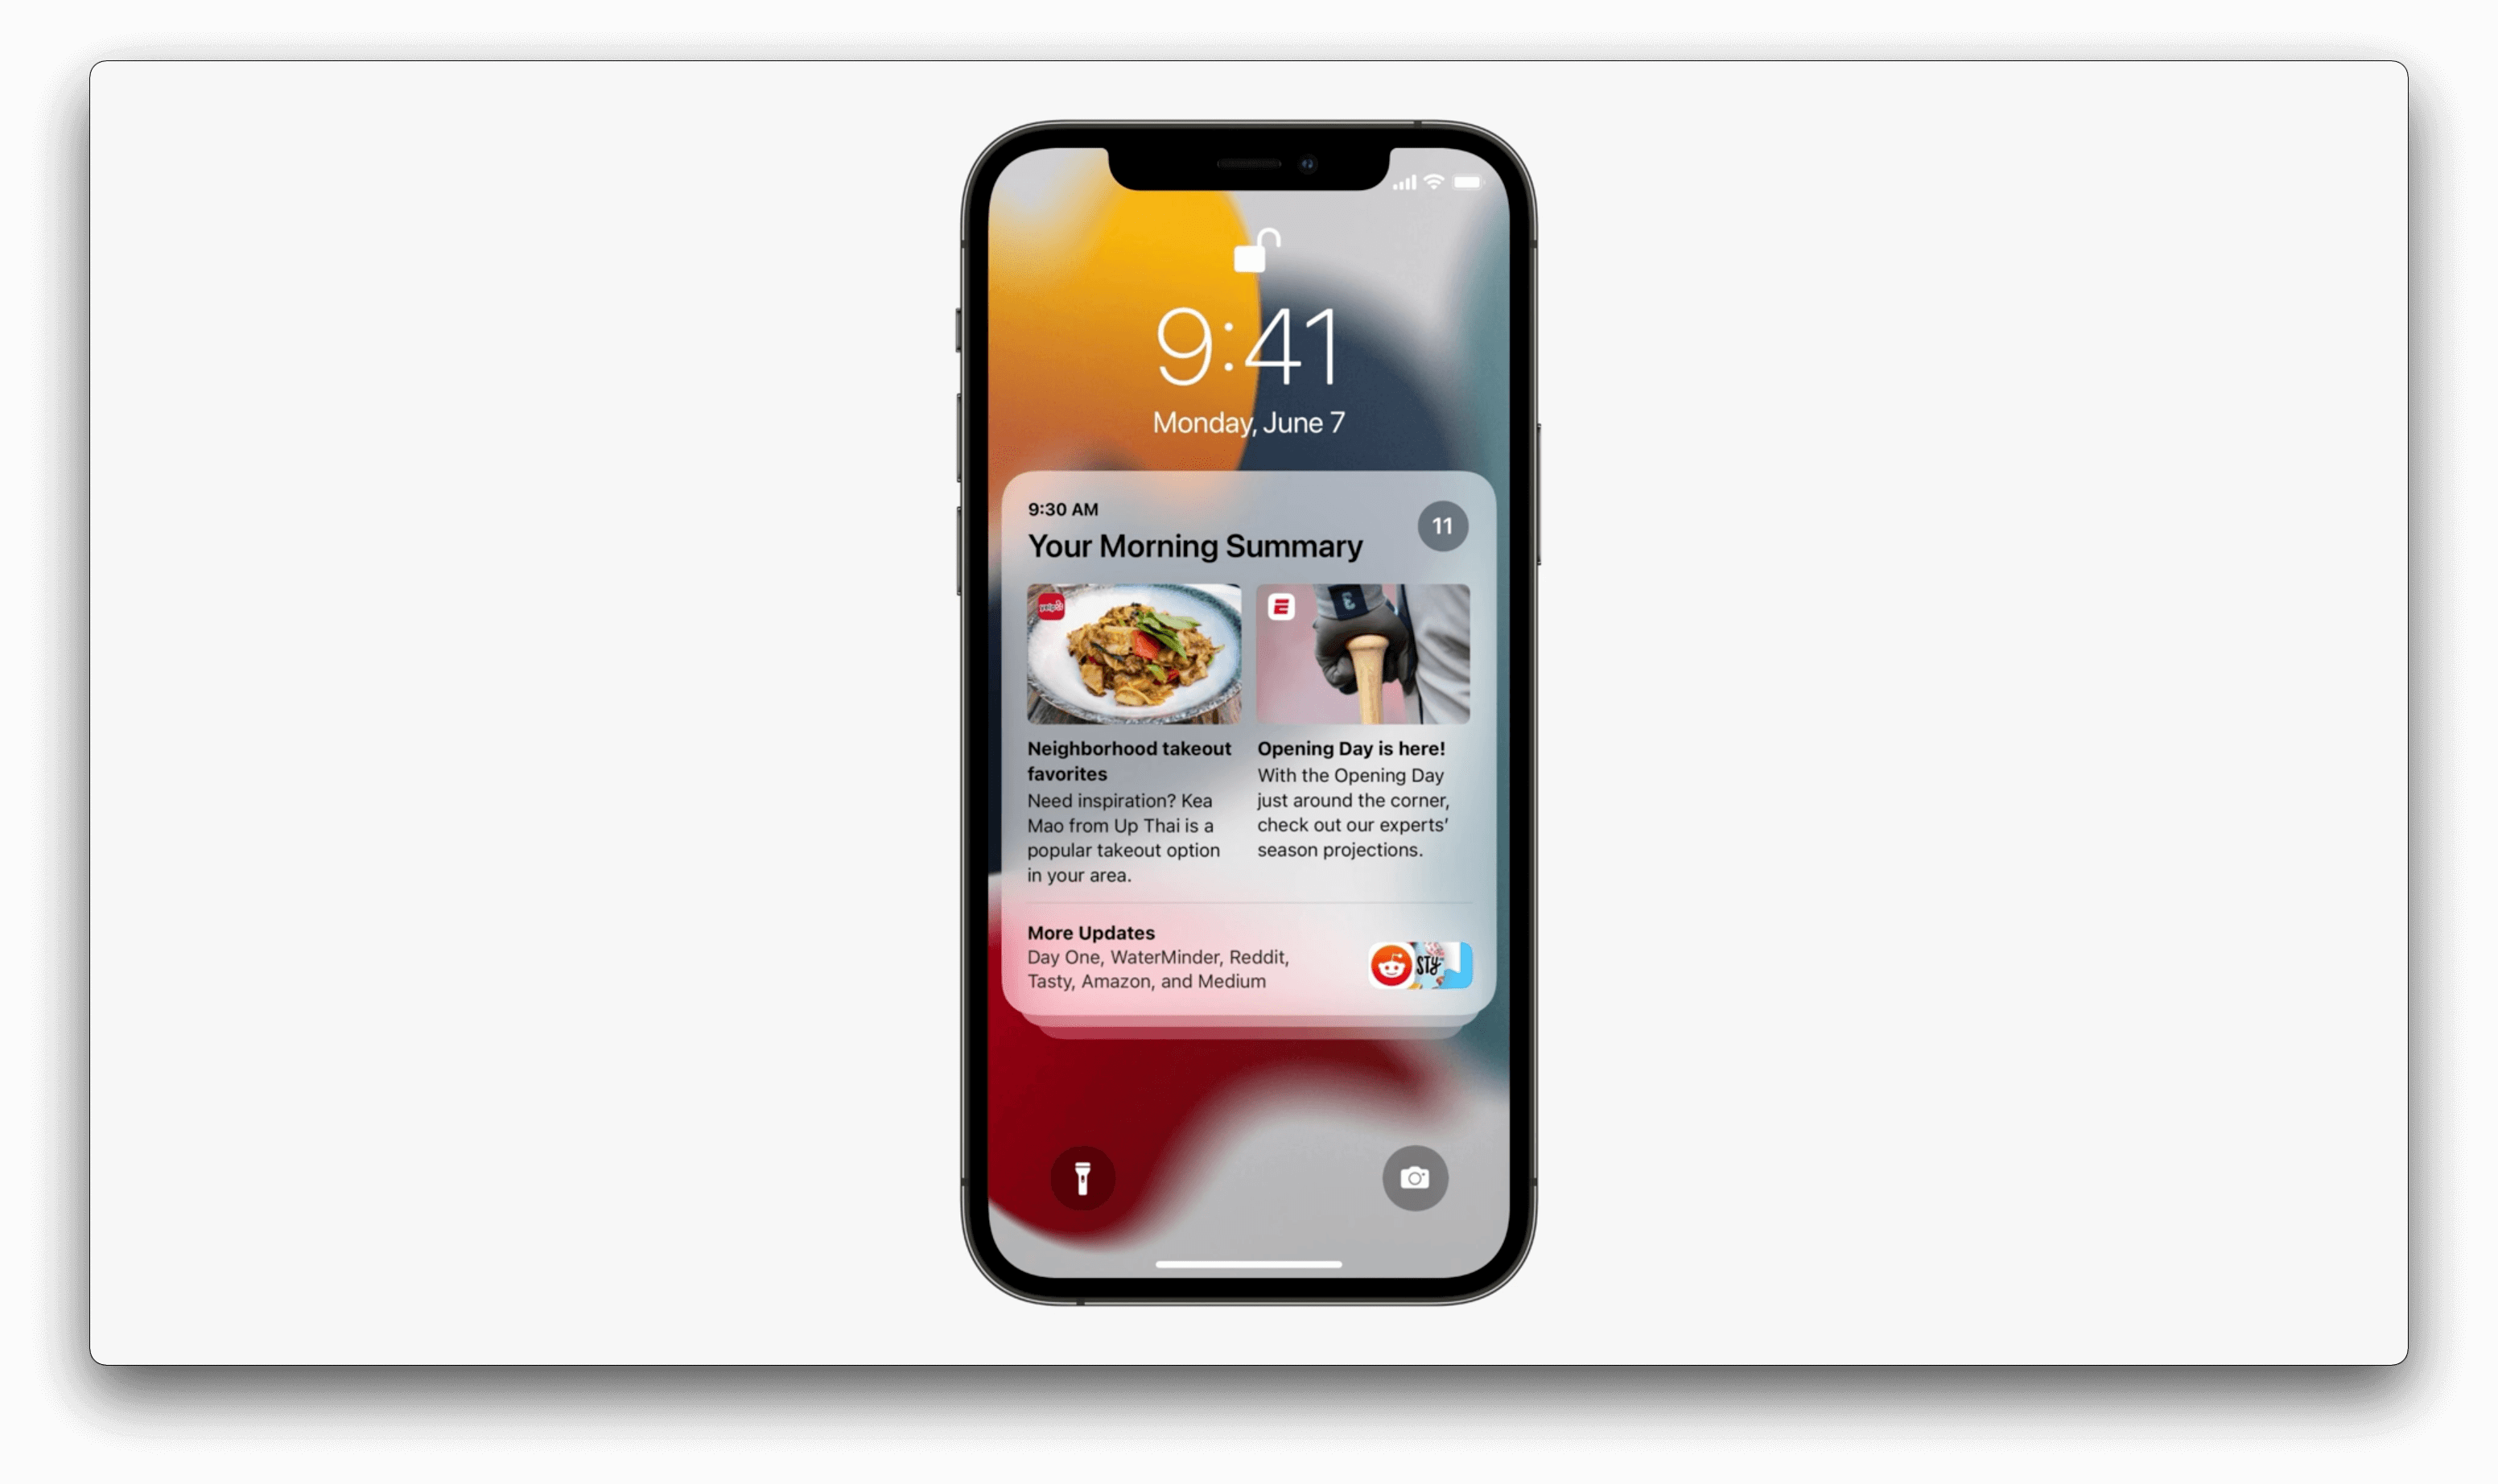 9:41
Monday, June 7
9:30 AM
11
Your Morning Summary
yelp
E
Neighborhood takeout
favorites
Need inspiration? Kea
Mao from Up Thai is a
popular takeout option
in your area.
Opening Day is here!
With the Opening Day
just around the corner,
check out our experts’
season projections.
More Updates
Day One, WaterMinder, Reddit,
Tasty, Amazon, and Medium
STY